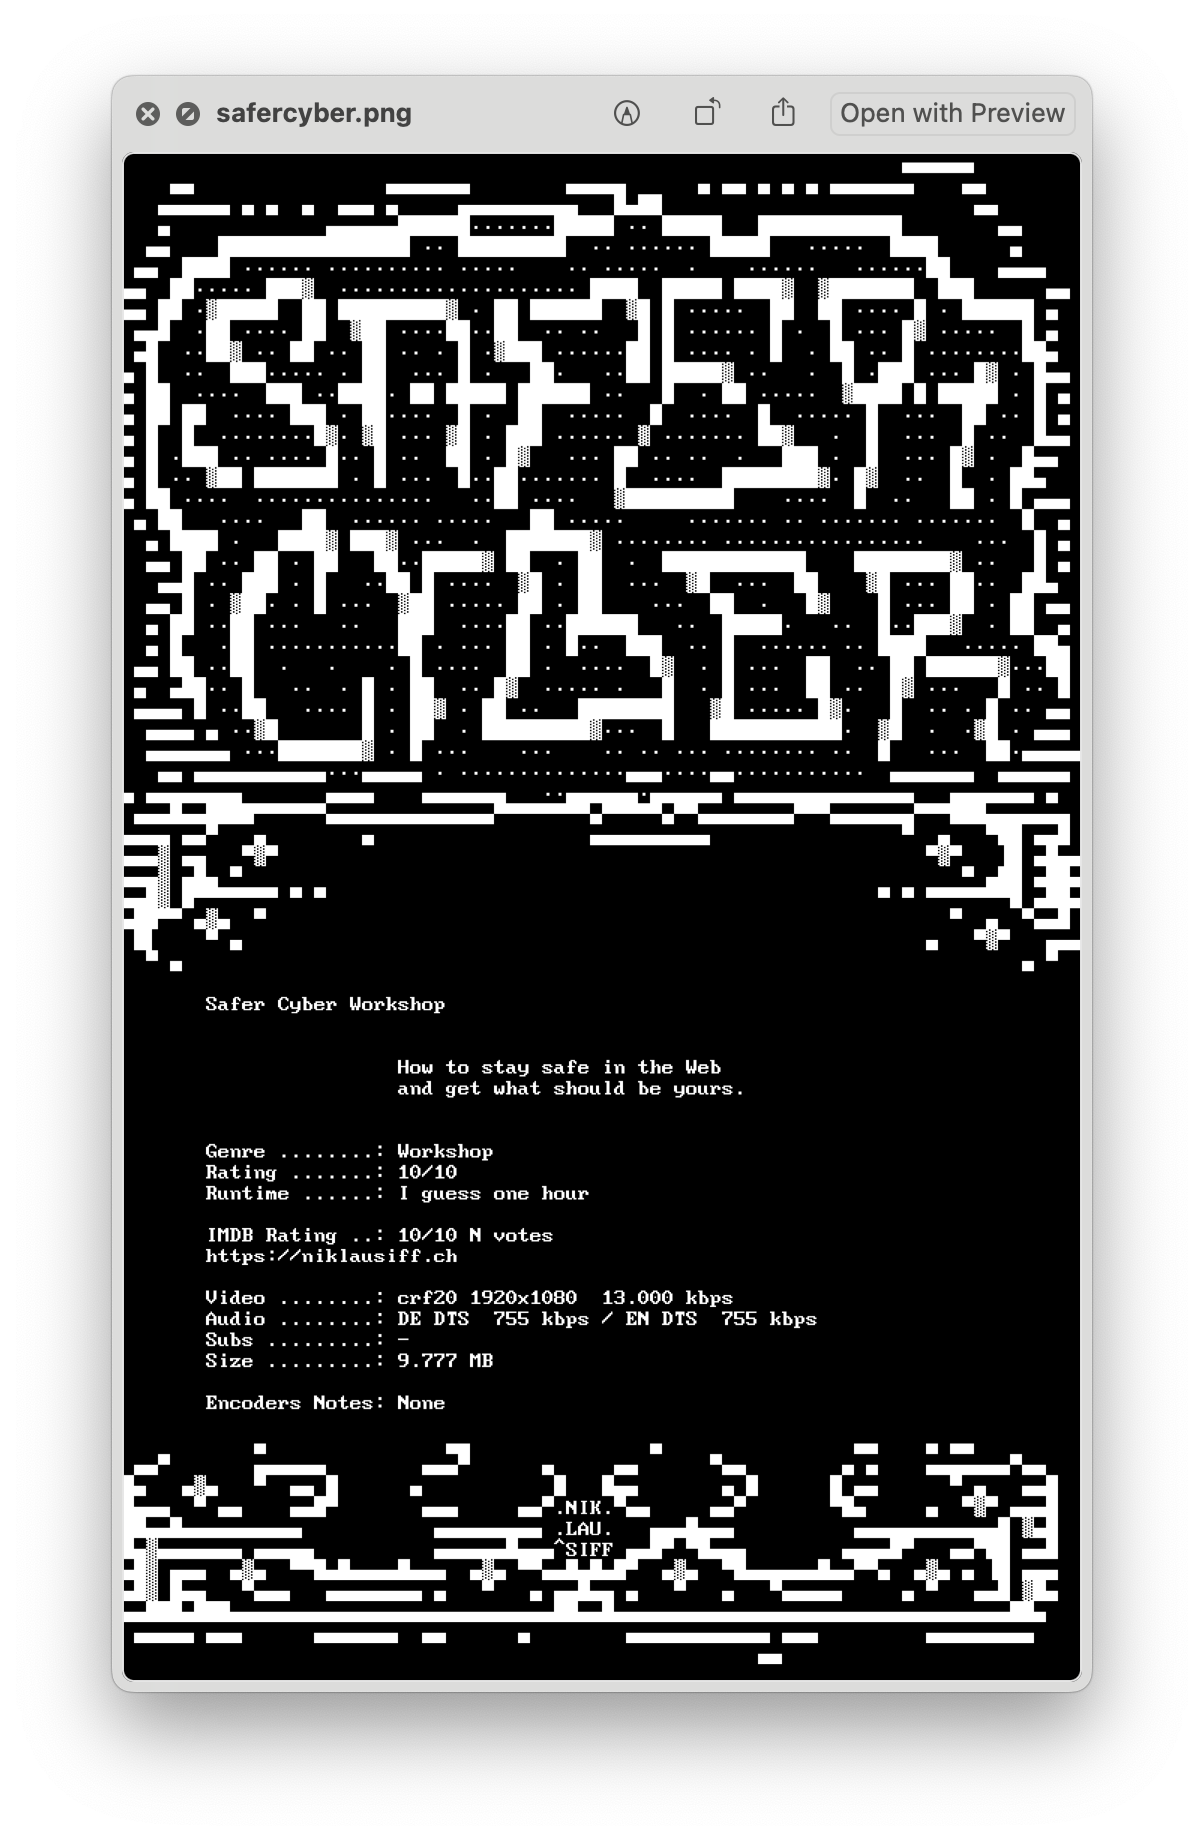 safercyber.png
Open with Preview
SAFER
CYBER
Safer Cyber Workshop
How to stay safe in the Web
and get what should be yours.
Genre ........: Workshop
Rating .......: 10/10
Runtime ......: I guess one hour
IMDB Rating ..: 10/10 N votes
https://niklausiff.ch
Video ........: crf20 1920x1080  13.000 kbps
Audio ........: DE DTS  755 kbps / EN DTS  755 kbps
Subs .........: -
Size .........: 9.777 MB
Encoders Notes: None
.NIK.
.LAU.
^SIFF